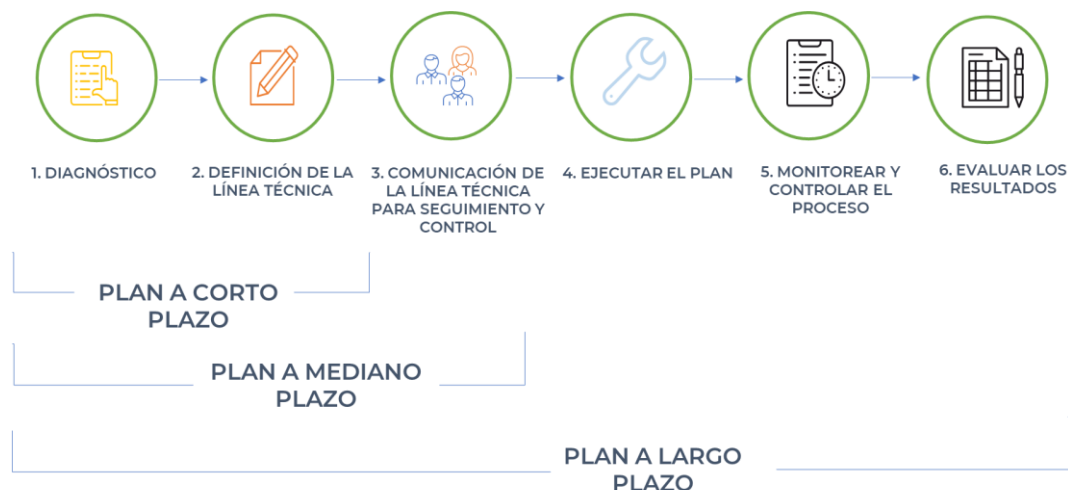 1. DIAGNÓSTICO
2. DEFINICIÓN DE LA
LÍNEA TÉCNICA
3. COMUNICACIÓN DE
LA LÍNEA TÉCNICA
PARA SEGUIMIENTO Y
CONTROL
4. EJECUTAR EL PLAN
5. MONITOREAR Y
CONTROLAR EL
PROCESO
6. EVALUAR LOS
RESULTADOS
PLAN A CORTO
PLAZO
PLAN A MEDIANO
PLAZO
PLAN A LARGO
PLAZO